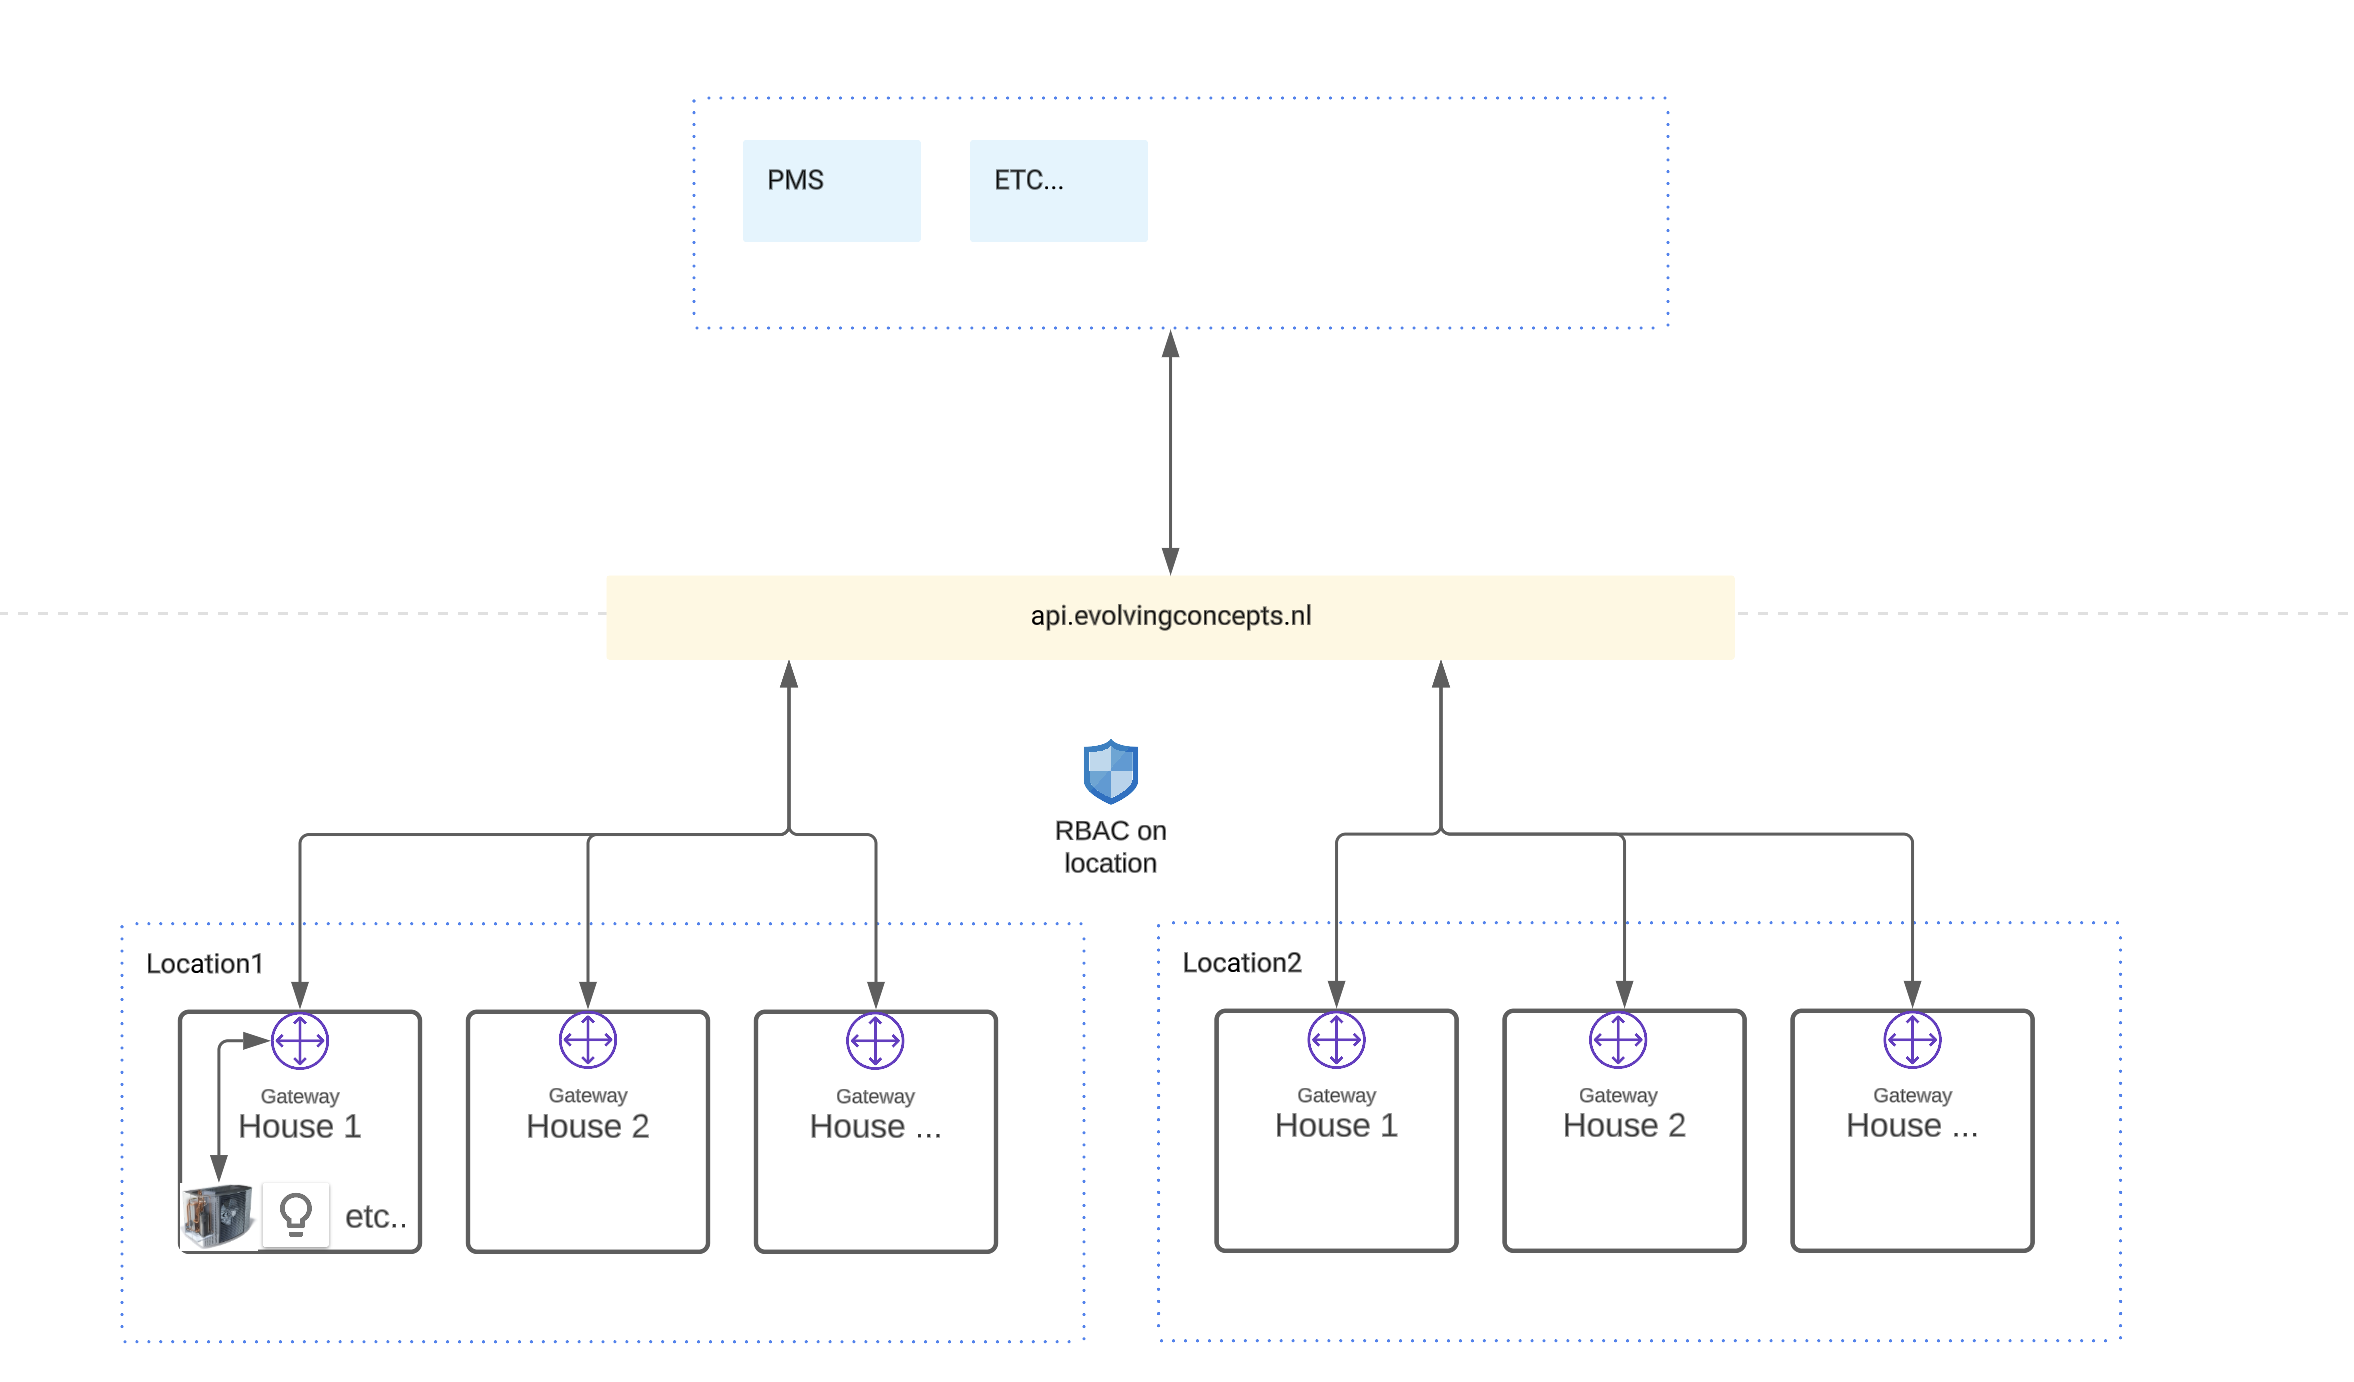 PMS
ETC...
api.evolvingconcepts.nl
RBAC on
location
Location1
Gateway
House 1
etc..
Gateway
House 2
Gateway
House ...
Location2
Gateway
House 1
Gateway
House 2
Gateway
House ...